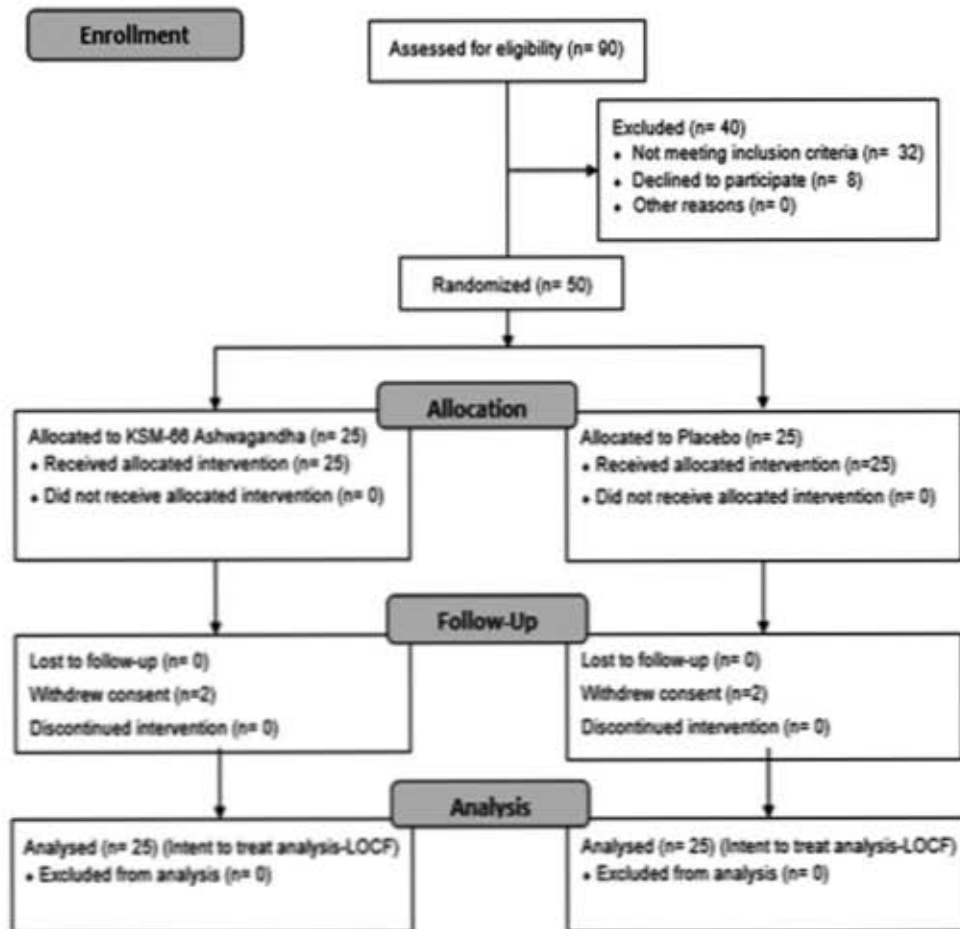 Enrollment
Assessed for eligibility (n= 90)
Excluded (n= 40)
• Not meeting inclusion criteria (n= 32)
• Declined to participate (n= 8)
• Other reasons (n= 0)
Randomized (n= 50)
Allocation
Allocated to KSM-66 Ashwagandha (n= 25)
• Received allocated intervention (n= 25)
• Did not receive allocated intervention (n= 0)
Allocated to Placebo (n= 25)
• Received allocated intervention (n=25)
• Did not receive allocated intervention (n= 0)
Follow-Up
Lost to follow-up (n= 0)
Withdrew consent (n=2)
Discontinued intervention (n= 0)
Lost to follow-up (n= 0)
Withdrew consent (n=2)
Discontinued intervention (n= 0)
Analysis
Analysed (n= 25) (Intent to treat analysis-LOCF)
• Excluded from analysis (n= 0)
Analysed (n= 25) (Intent to treat analysis-LOCF)
• Excluded from analysis (n= 0)